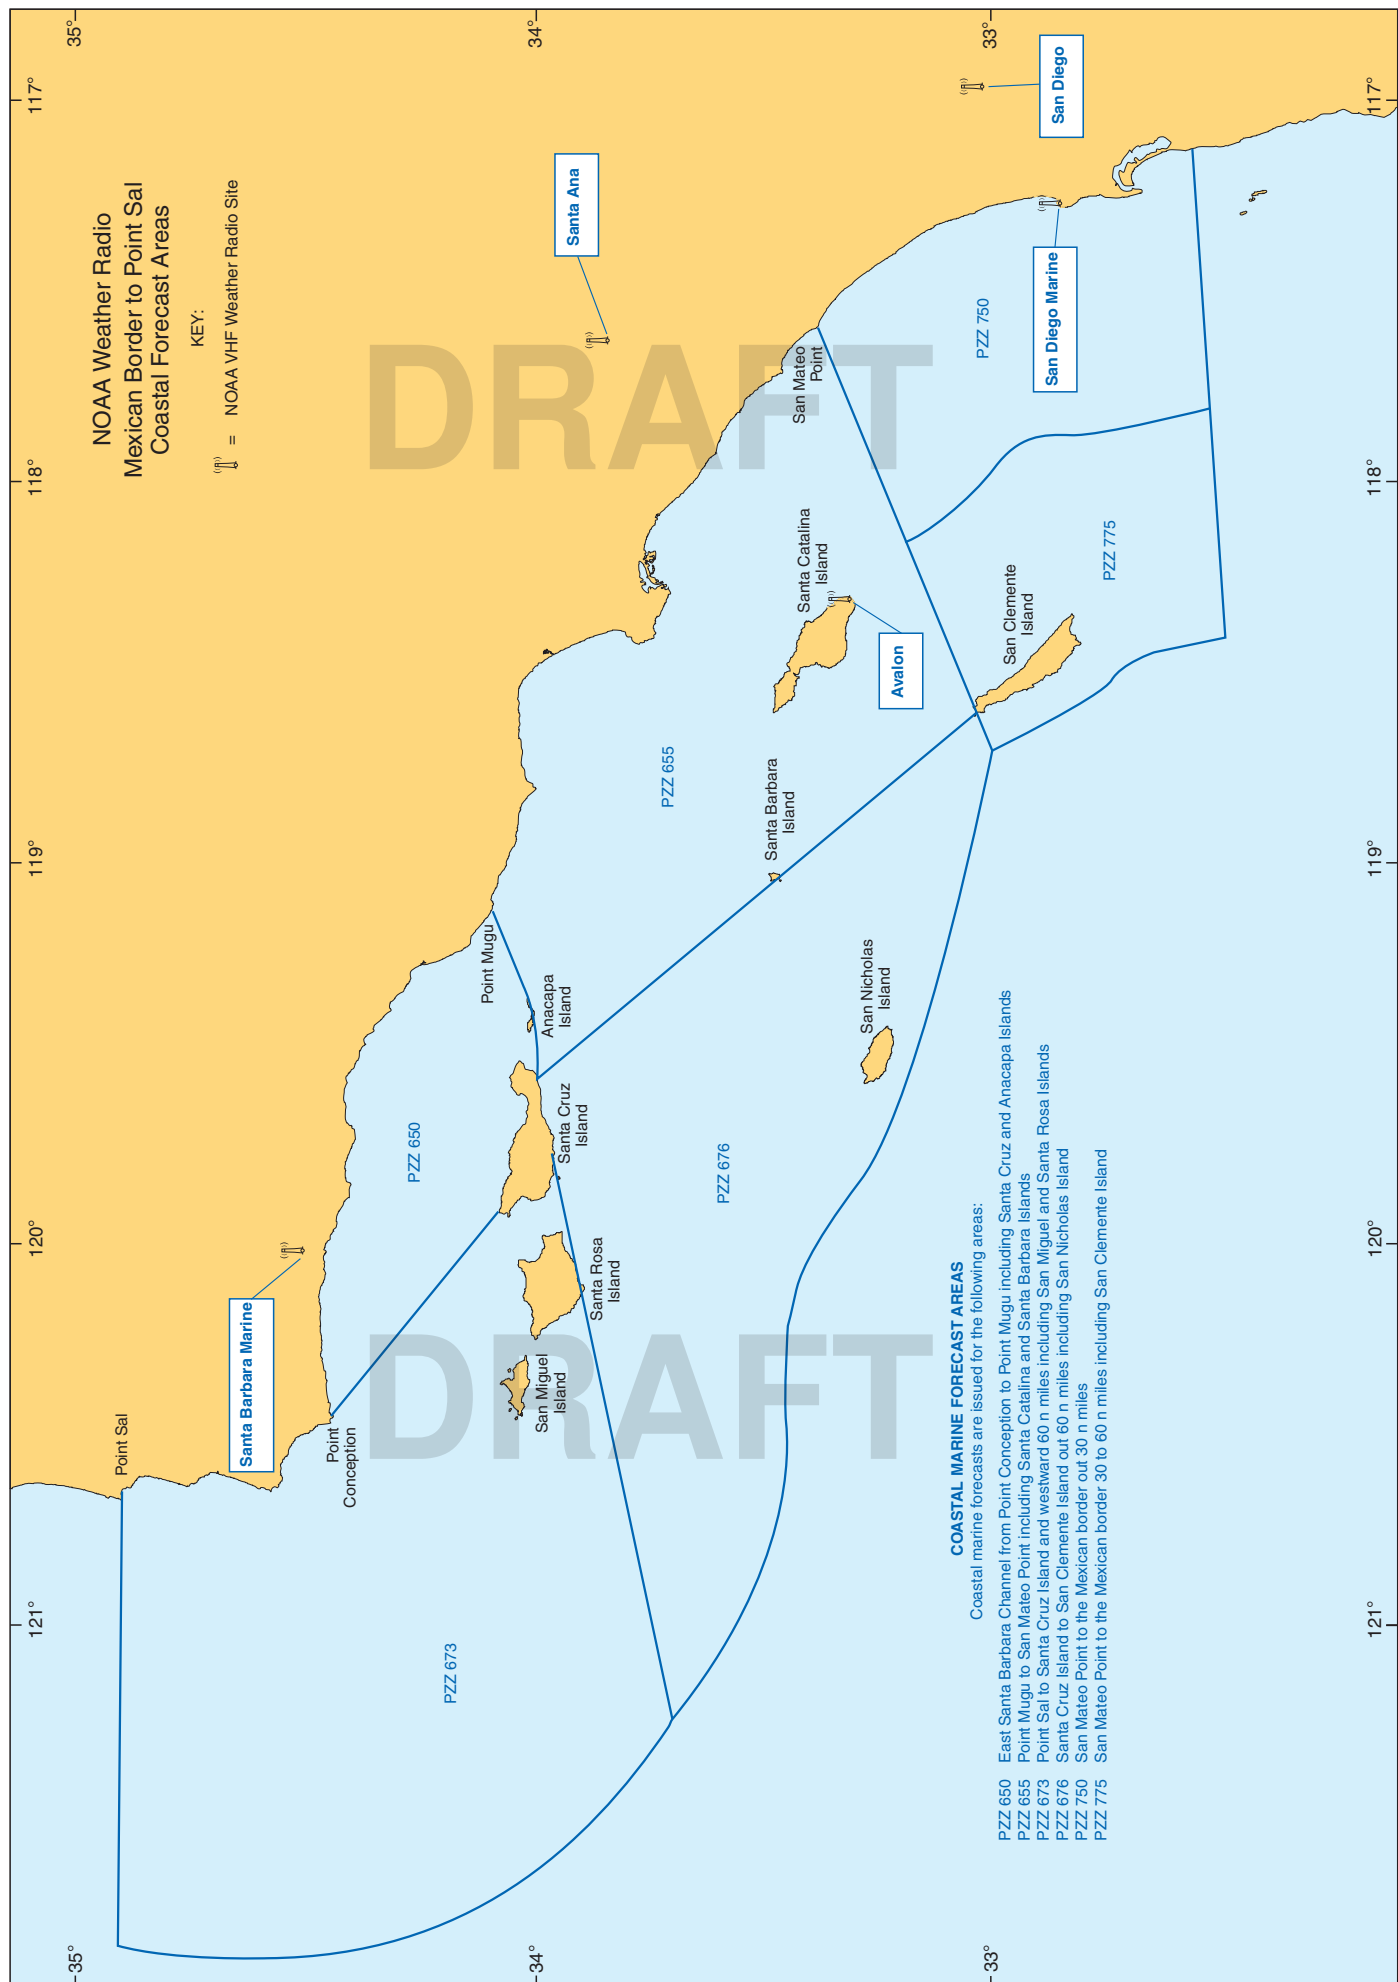 NOAA Weather Radio
Mexican Border to Point Sal
Coastal Forecast Areas
KEY:
= NOAA VHF Weather Radio Site
35°
34°
33°
117°
118°
119°
120°
121°
117°
118°
119°
120°
121°
35°
34°
33°
DRAFT
DRAFT
Point Sal
Santa Barbara Marine
Point
Conception
PZZ 650
PZZ 673
San Miguel
Island
Santa Rosa
Island
Santa Cruz
Island
Anacapa
Island
Point Mugu
PZZ 655
PZZ 676
Santa Barbara
Island
San Nicholas
Island
Santa Catalina
Island
Avalon
San Clemente
Island
Santa Ana
San Mateo
Point
PZZ 750
PZZ 775
San Diego Marine
San Diego
COASTAL MARINE FORECAST AREAS
Coastal marine forecasts are issued for the following areas:
PZZ 650 East Santa Barbara Channel from Point Conception to Point Mugu including Santa Cruz and Anacapa Islands
PZZ 655 Point Mugu to San Mateo Point including Santa Catalina and Santa Barbara Islands
PZZ 673 Point Sal to Santa Cruz Island and westward 60 n miles including San Miguel and Santa Rosa Islands
PZZ 676 Santa Cruz Island to San Clemente Island out 60 n miles including San Nicholas Island
PZZ 750 San Mateo Point to the Mexican border out 30 n miles
PZZ 775 San Mateo Point to the Mexican border 30 to 60 n miles including San Clemente Island